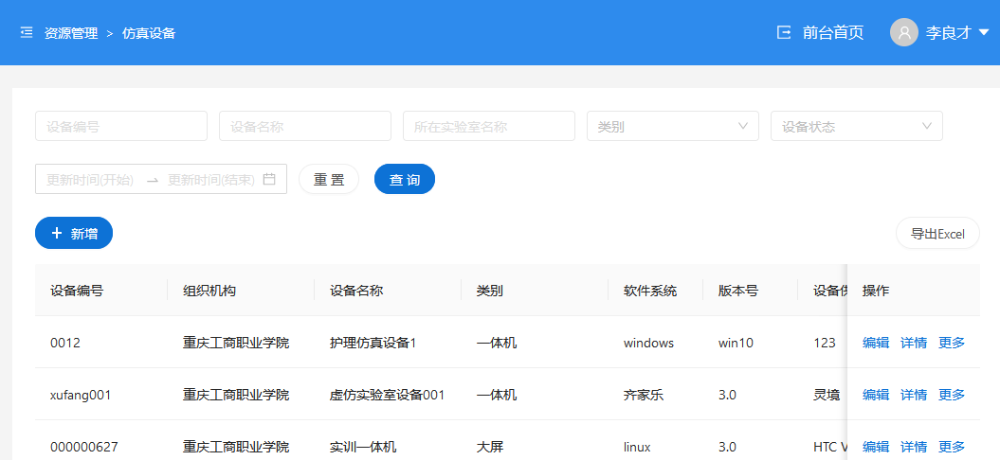 资源管理 > 仿真设备 前台首页 李良才
设备编号 设备名称 所在实验室名称 类别 设备状态
更新时间(开始) → 更新时间(结束) 重置 查询
+ 新增 导出Excel
设备编号 组织机构 设备名称 类别 软件系统 版本号 设备供 操作
0012 重庆工商职业学院 护理仿真设备1 一体机 windows win10 123 编辑 详情 更多
xufang001 重庆工商职业学院 虚仿实验室设备001 一体机 齐家乐 3.0 灵境 编辑 详情 更多
000000627 重庆工商职业学院 实训一体机 大屏 linux 3.0 HTC V 编辑 详情 更多